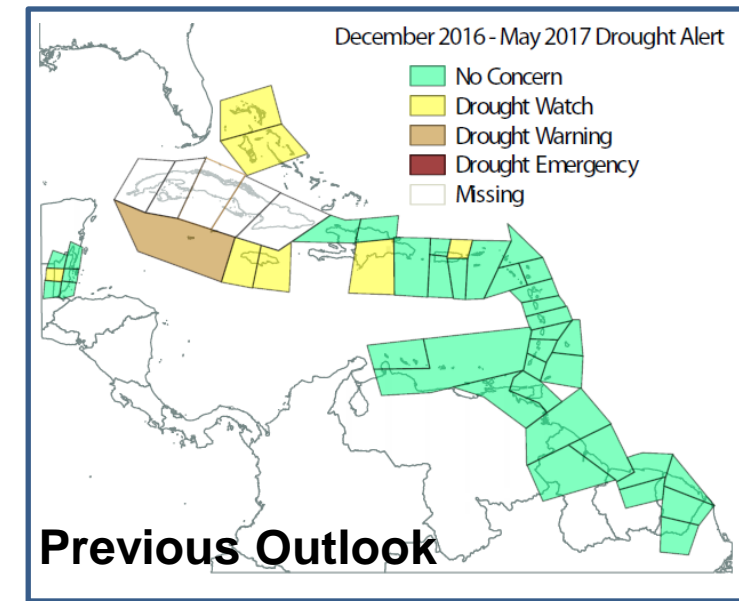 December 2016 - May 2017 Drought Alert
No Concern
Drought Watch
Drought Warning
Drought Emergency
Missing
Previous Outlook